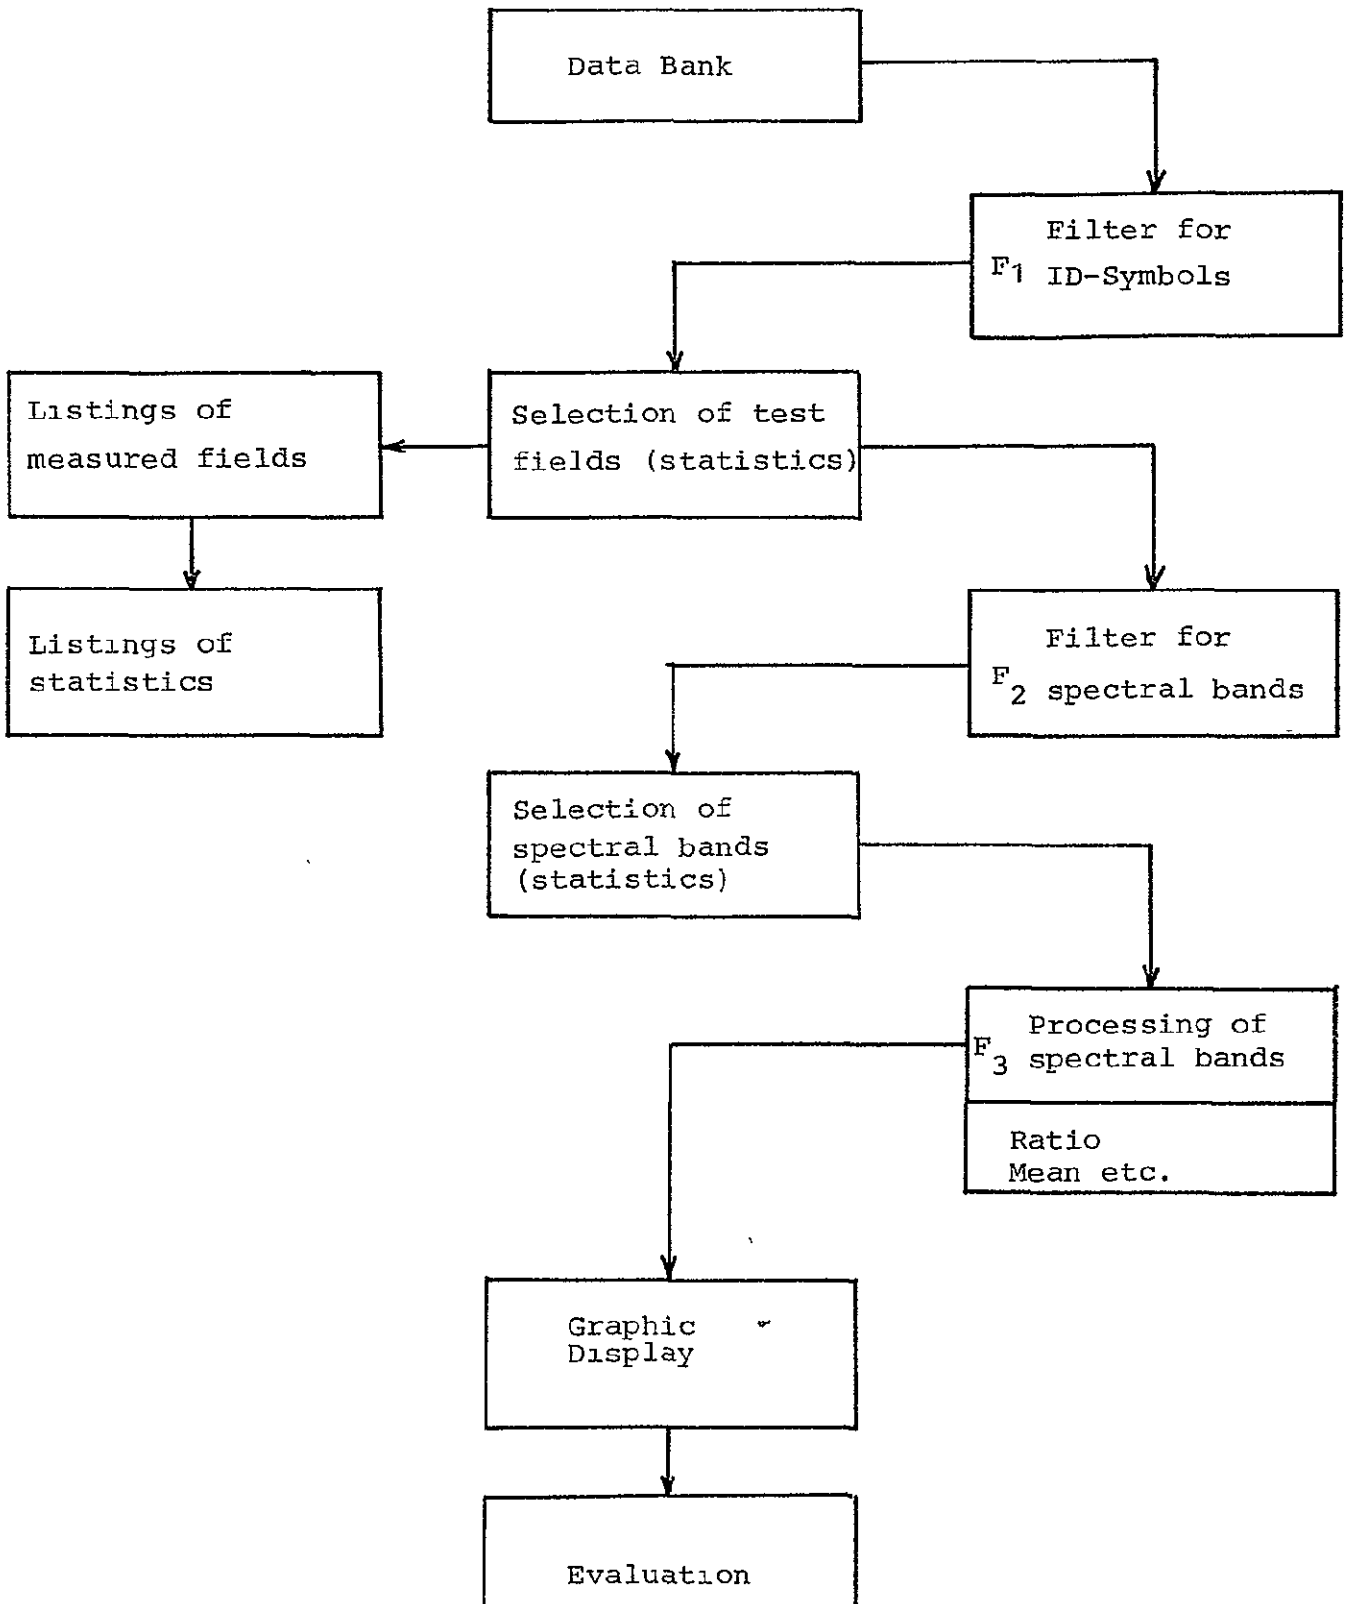 Data Bank
Filter for
F1 ID-Symbols
Listings of
measured fields
Selection of test
fields (statistics)
Listings of
statistics
Filter for
F2 spectral bands
Selection of
spectral bands
(statistics)
F3 Processing of
spectral bands
Ratio
Mean etc.
Graphic
Display
Evaluation